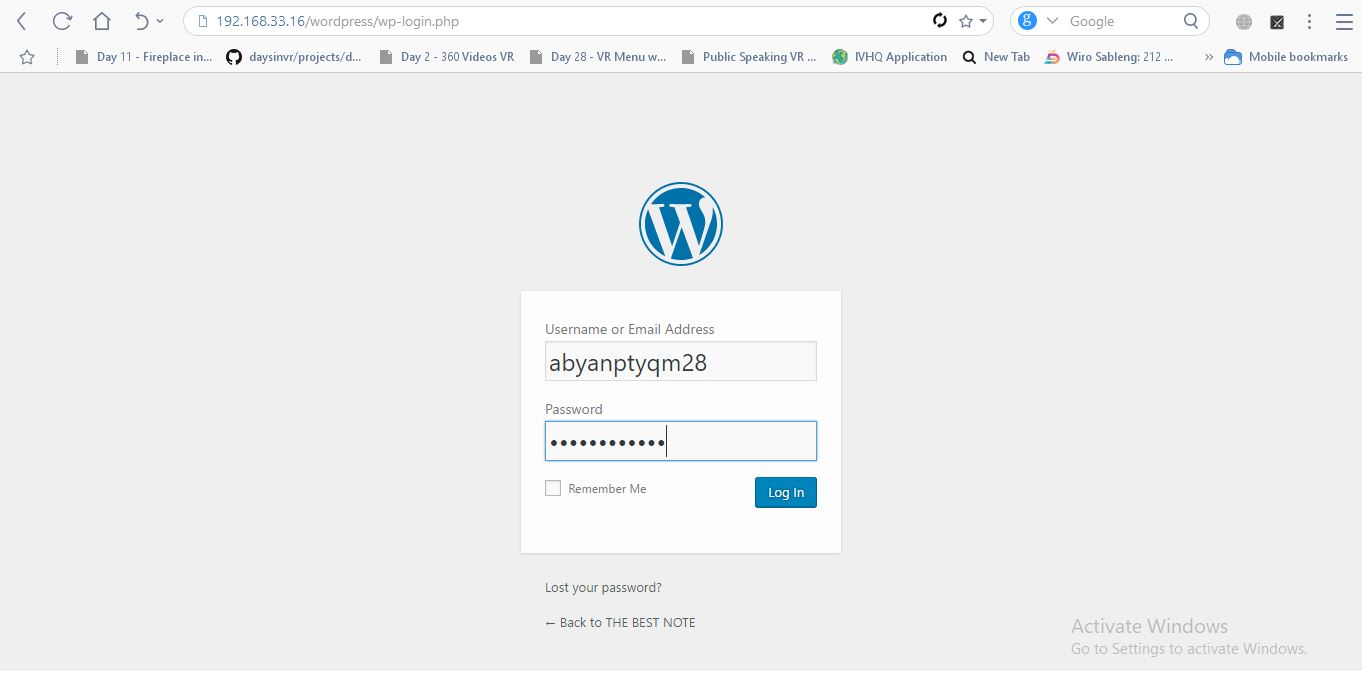 192.168.33.16/wordpress/wp-login.php
Google
Day 11 - Fireplace in...
daysinvr/projects/d...
Day 2 - 360 Videos VR
Day 28 - VR Menu w...
Public Speaking VR ...
IVHQ Application
New Tab
Wiro Sableng: 212 ...
»
Mobile bookmarks
Username or Email Address
abyanptyqm28
Password
••••••••••••
Remember Me
Log In
Lost your password?
← Back to THE BEST NOTE
Activate Windows
Go to Settings to activate Windows.